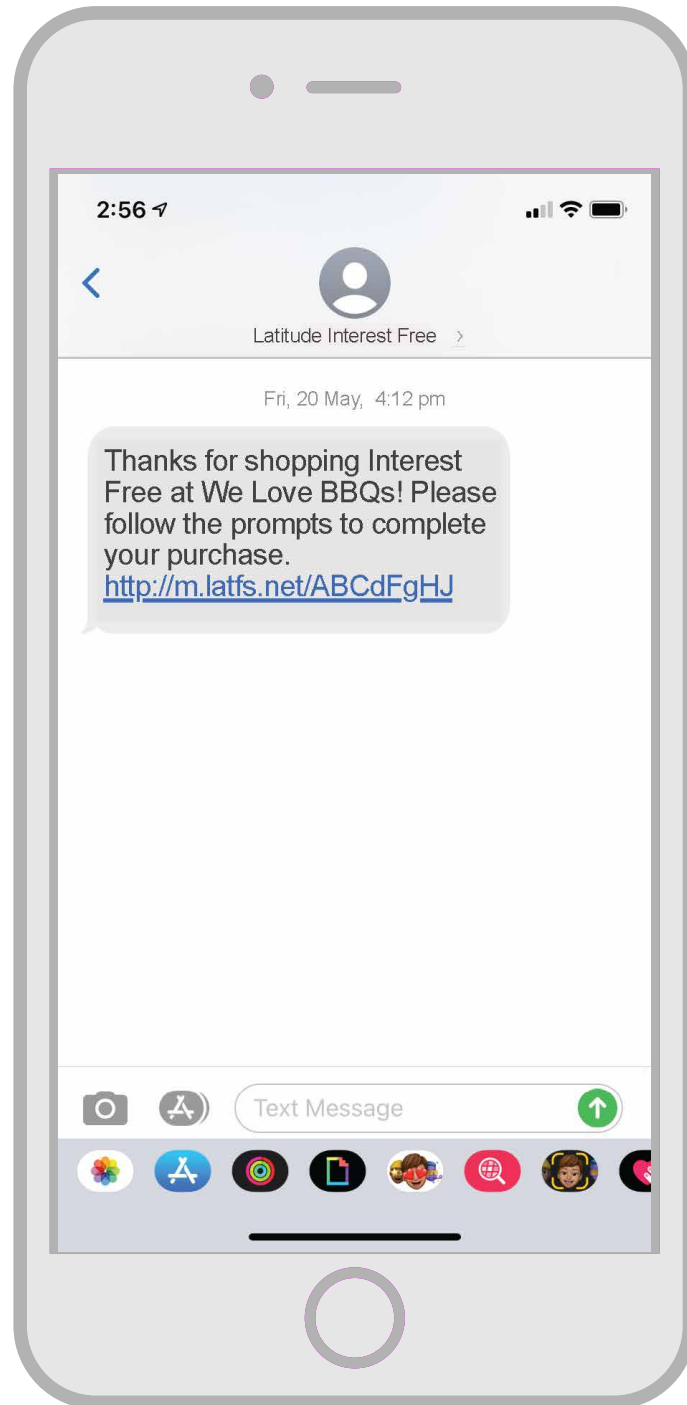 2:56
Latitude Interest Free
Fri, 20 May, 4:12 pm
Thanks for shopping Interest
Free at We Love BBQs! Please
follow the prompts to complete
your purchase.
http://m.latfs.net/ABCdFgHJ
Text Message